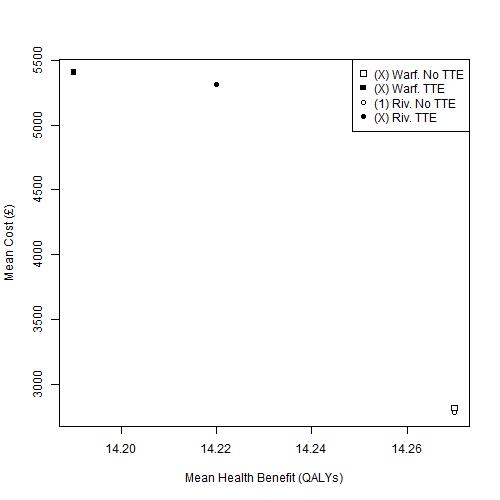 (X) Warf. No TTE
(X) Warf. TTE
(1) Riv. No TTE
(X) Riv. TTE
5500
5000
4500
4000
3500
3000
Mean Cost (£)
14.20 14.22 14.24 14.26
Mean Health Benefit (QALYs)